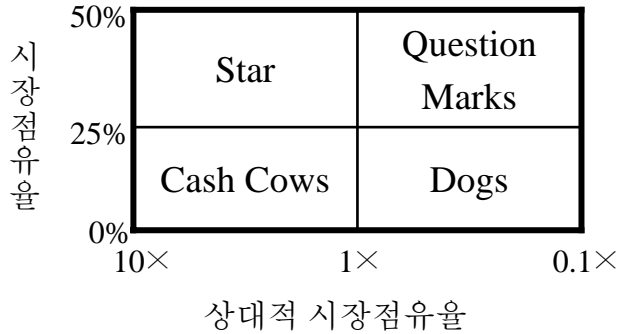 시장점유율
50%
25%
0%
Star
Question
Marks
Cash Cows
Dogs
10×
1×
0.1×
상대적 시장점유율